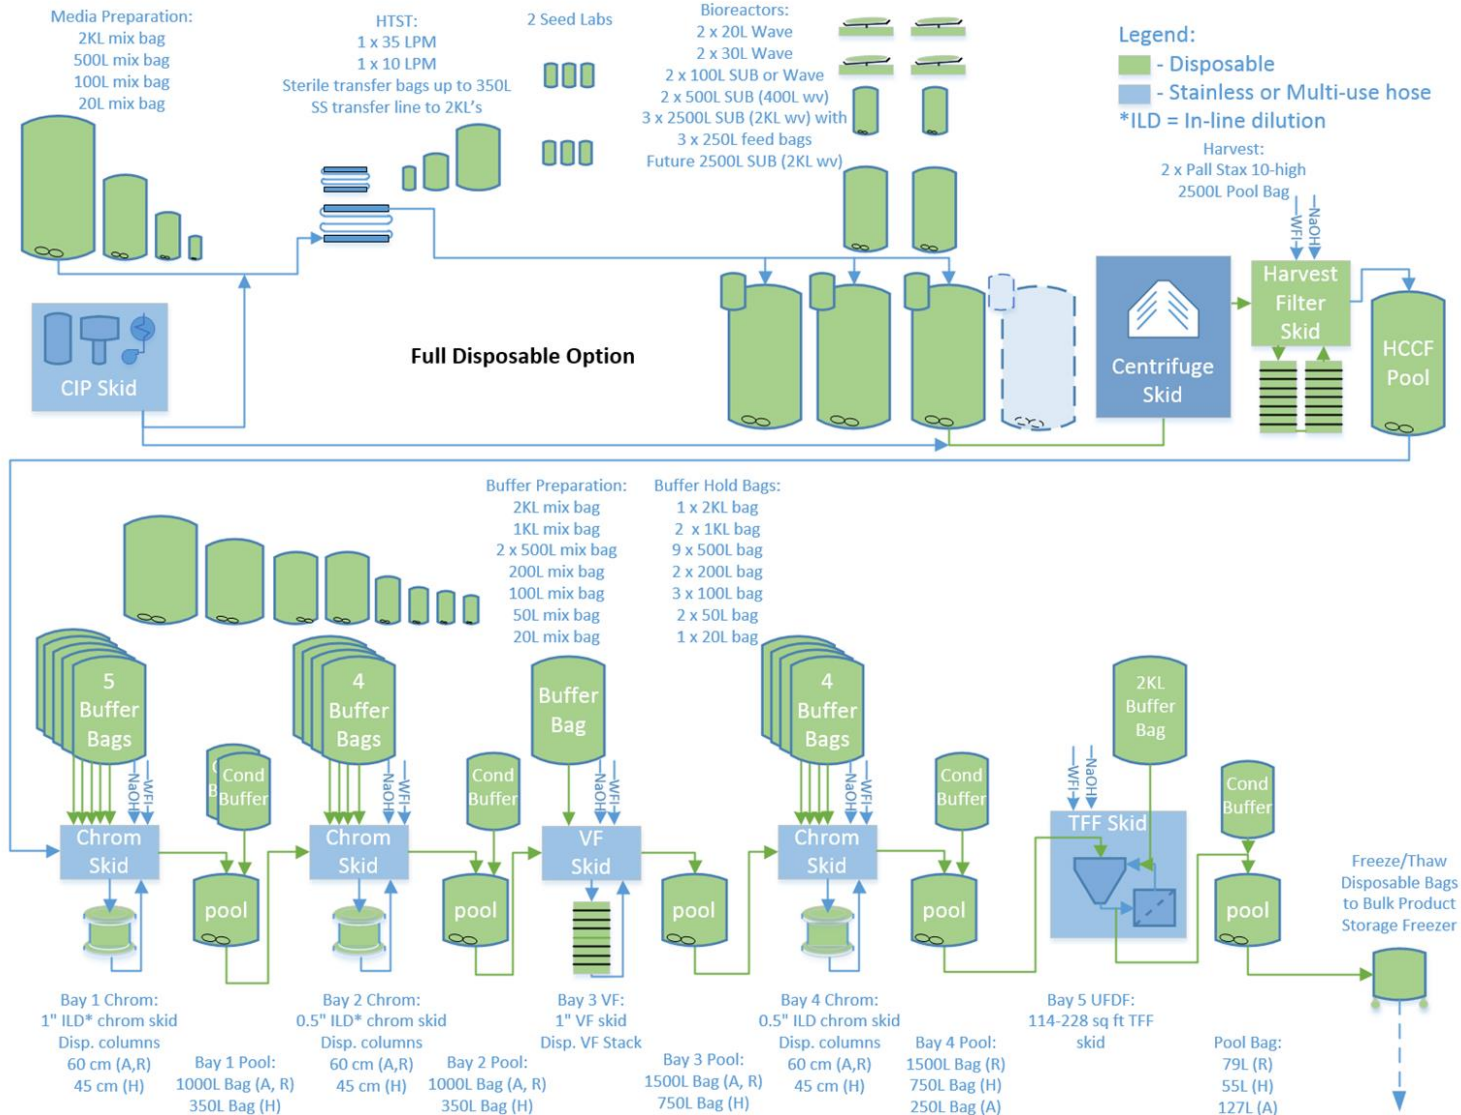 Media Preparation:
2KL mix bag
500L mix bag
100L mix bag
20L mix bag
HTST:
1 x 35 LPM
1 x 10 LPM
Sterile transfer bags up to 350L
SS transfer line to 2KL's
2 Seed Labs
Bioreactors:
2 x 20L Wave
2 x 30L Wave
2 x 100L SUB or Wave
2 x 500L SUB (400L wv)
3 x 2500L SUB (2KL wv) with
3 x 250L feed bags
Future 2500L SUB (2KL wv)
Legend:
- Disposable
- Stainless or Multi-use hose
*ILD = In-line dilution
Harvest:
2 x Pall Stax 10-high
2500L Pool Bag
WFI
NaOH
CIP Skid
Full Disposable Option
Centrifuge
Skid
Harvest
Filter
Skid
HCCF
Pool
Buffer Preparation:
2KL mix bag
1KL mix bag
2 x 500L mix bag
200L mix bag
100L mix bag
50L mix bag
20L mix bag
Buffer Hold Bags:
1 x 2KL bag
2 x 1KL bag
9 x 500L bag
2 x 200L bag
3 x 100L bag
2 x 50L bag
1 x 20L bag
5
Buffer
Bags
NaOH
WFI
Chrom
Skid
Cond
Buffer
pool
4
Buffer
Bags
NaOH
WFI
Chrom
Skid
Cond
Buffer
pool
Buffer
Bag
NaOH
WFI
VF
Skid
pool
4
Buffer
Bags
NaOH
WFI
Chrom
Skid
Cond
Buffer
pool
2KL
Buffer
Bag
WFI
NaOH
TFF Skid
Cond
Buffer
pool
Freeze/Thaw
Disposable Bags
to Bulk Product
Storage Freezer
Bay 1 Chrom:
1" ILD* chrom skid
Disp. columns
60 cm (A,R)
45 cm (H)
Bay 1 Pool:
1000L Bag (A, R)
350L Bag (H)
Bay 2 Chrom:
0.5" ILD* chrom skid
Disp. columns
60 cm (A,R)
45 cm (H)
Bay 2 Pool:
1000L Bag (A, R)
350L Bag (H)
Bay 3 VF:
1" VF skid
Disp. VF Stack
Bay 3 Pool:
1500L Bag (A, R)
750L Bag (H)
Bay 4 Chrom:
0.5" ILD chrom skid
Disp. columns
60 cm (A,R)
45 cm (H)
Bay 4 Pool:
1500L Bag (R)
750L Bag (H)
250L Bag (A)
Bay 5 UFDF:
114-228 sq ft TFF
skid
Pool Bag:
79L (R)
55L (H)
127L (A)